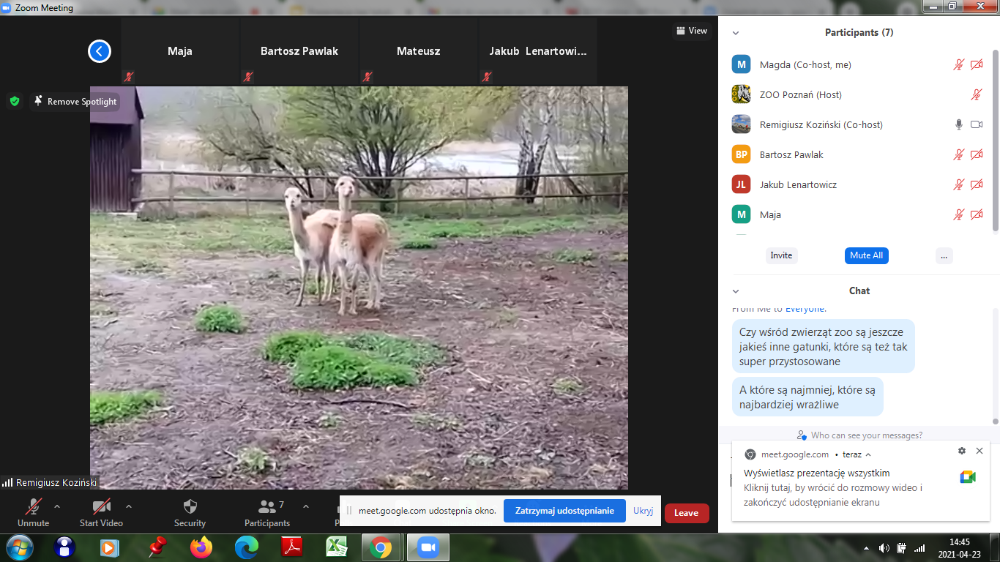 Zoom Meeting
Maja
Bartosz Pawlak
Mateusz
Jakub Lenartowi...
View
Remove Spotlight
Remigiusz Koziński
Participants (7)
M
Magda (Co-host, me)
ZOO Poznań (Host)
Remigiusz Koziński (Co-host)
BP
Bartosz Pawlak
JL
Jakub Lenartowicz
M
Maja
Invite
Mute All
...
Chat
From Me to Everyone:
Czy wśród zwierząt zoo są jeszcze
jakieś inne gatunki, które są też tak
super przystosowane
A które są najmniej, które są
najbardziej wrażliwe
Who can see your messages?
meet.google.com • teraz
Wyświetlasz prezentację wszystkim
Kliknij tutaj, by wrócić do rozmowy wideo i
zakończyć udostępnianie ekranu
Unmute
Start Video
Security
7
Participants
meet.google.com udostępnia okno.
Zatrzymaj udostępnianie
Ukryj
Leave
14:45
2021-04-23